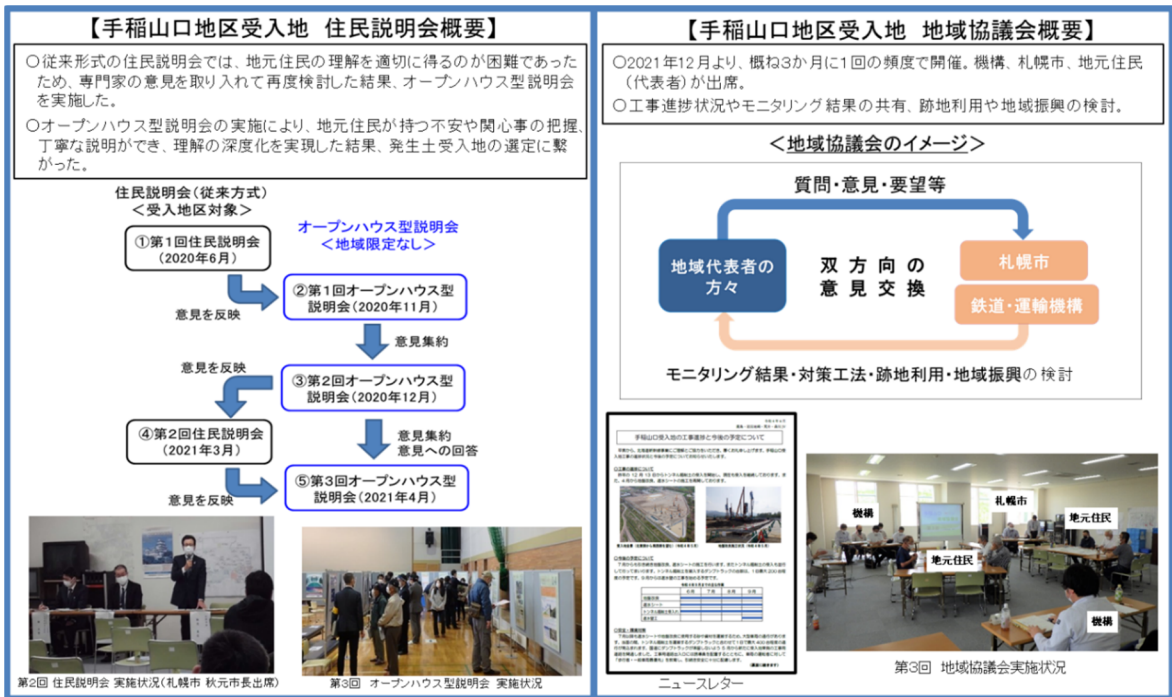 【手稲山口地区受入地　住民説明会概要】
○従来形式の住民説明会では、地元住民の理解を適切に得るのが困難であった
ため、専門家の意見を取り入れて再度検討した結果、オープンハウス型説明会
を実施した。
○オープンハウス型説明会の実施により、地元住民が持つ不安や関心事の把握、
丁寧な説明ができ、理解の深度化を実現した結果、発生土受入地の選定に繋
がった。
住民説明会（従来方式）
＜受入地区対象＞
オープンハウス型説明会
＜地域限定なし＞
①第1回住民説明会
（2020年6月）
意見を反映
②第1回オープンハウス型
説明会（2020年11月）
意見集約
意見を反映
③第2回オープンハウス型
説明会（2020年12月）
④第2回住民説明会
（2021年3月）
意見集約
意見への回答
意見を反映
⑤第3回オープンハウス型
説明会（2021年4月）
第2回 住民説明会 実施状況（札幌市 秋元市長出席）
第3回　オープンハウス型説明会 実施状況
【手稲山口地区受入地　地域協議会概要】
○2021年12月より、概ね3か月に1回の頻度で開催。機構、札幌市、地元住民
（代表者）が出席。
○工事進捗状況やモニタリング結果の共有、跡地利用や地域振興の検討。
＜地域協議会のイメージ＞
質問・意見・要望等
地域代表者の
方々
双方向の
意見交換
札幌市
鉄道・運輸機構
モニタリング結果・対策工法・跡地利用・地域振興の検討
手稲山口受入地の工事進捗と今後の予定について
ニュースレター
機構
札幌市
地元住民
地元住民
機構
第3回　地域協議会実施状況